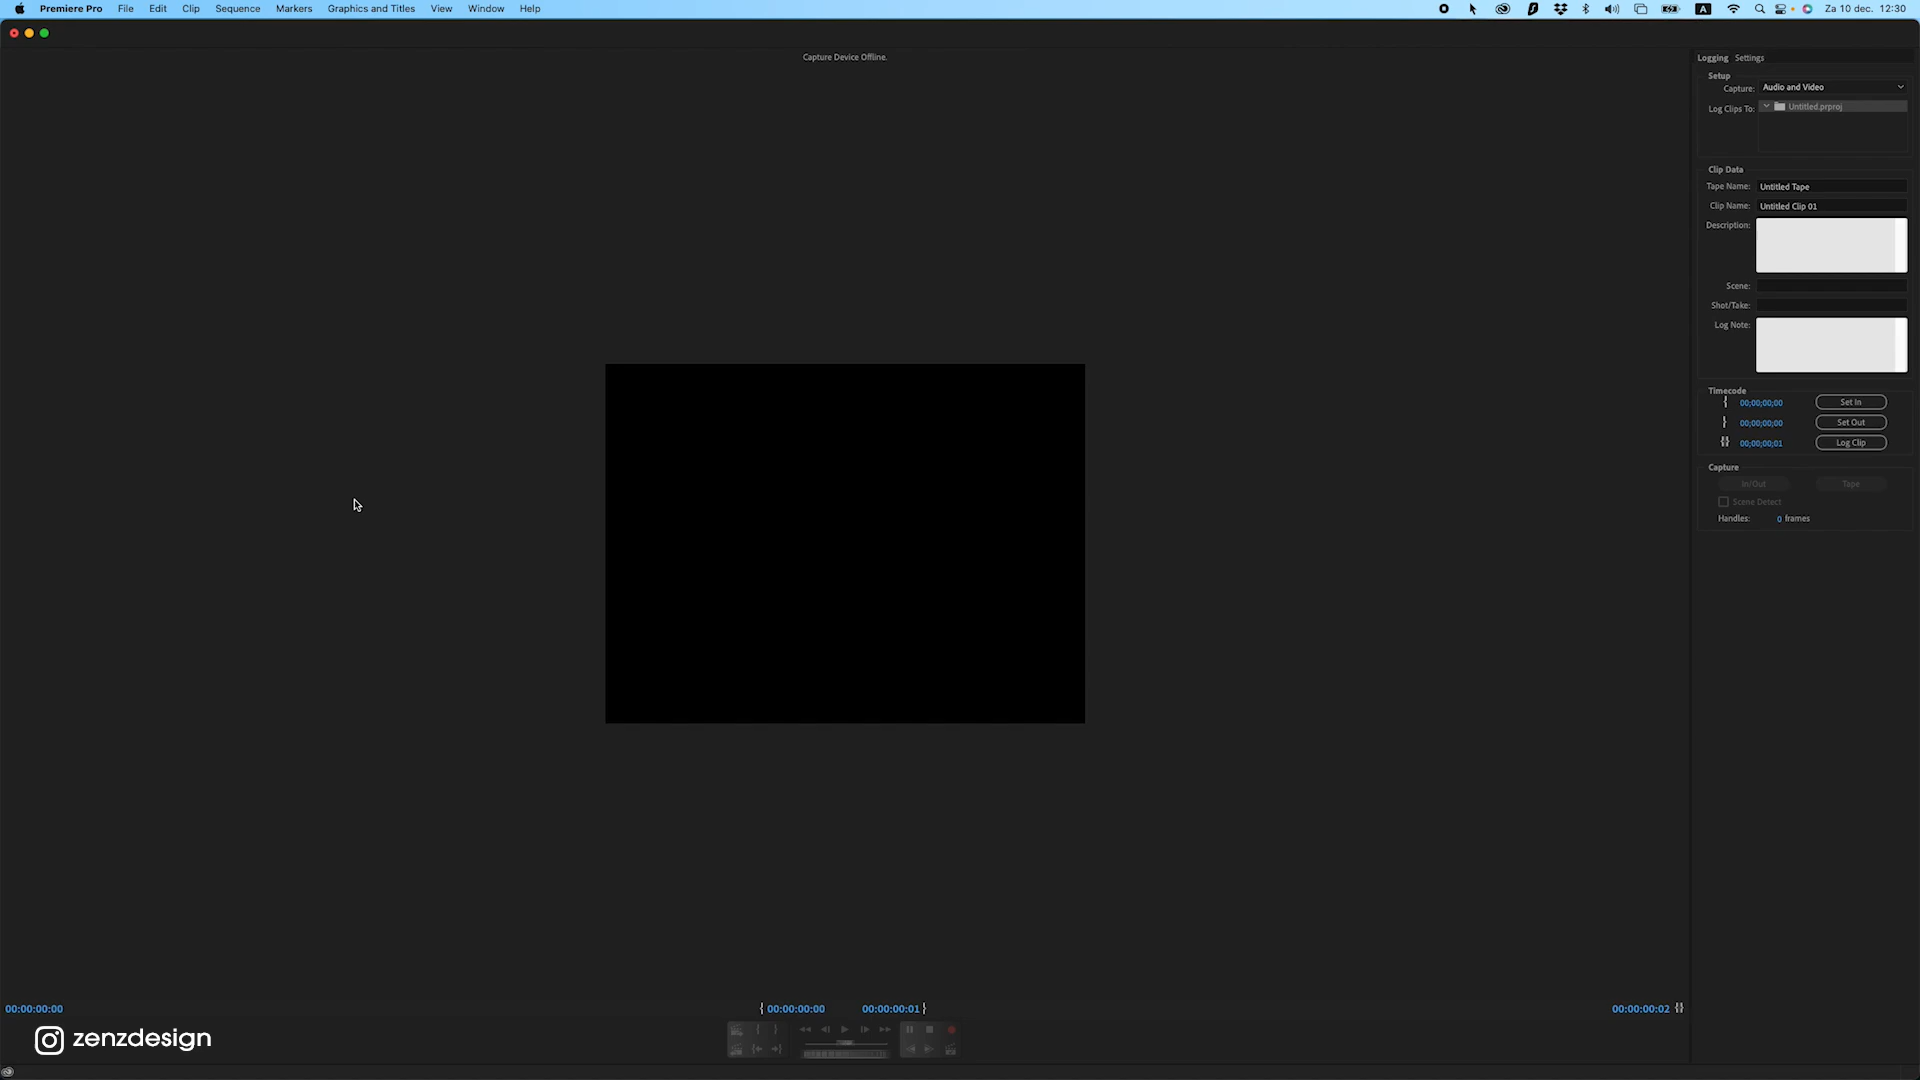 Premiere Pro File Edit Clip Sequence Markers Graphics and Titles View Window Help A Za 10 dec. 12:30
Capture Device Offline.
Logging Settings
Setup
Capture: Audio and Video
Log Clips To: Untitled.prproj
Clip Data
Tape Name: Untitled Tape
Clip Name: Untitled Clip 01
Description:
Scene:
Shot/Take:
Log Note:
Timecode
{ 00;00;00;00 Set In
} 00;00;00;00 Set Out
{} 00;00;00;01 Log Clip
Capture
In/Out Tape
Scene Detect
Handles: 0 frames
00:00:00:00 { 00:00:00:00 00:00:00:01 } 00:00:00:02 {}
zenzdesign